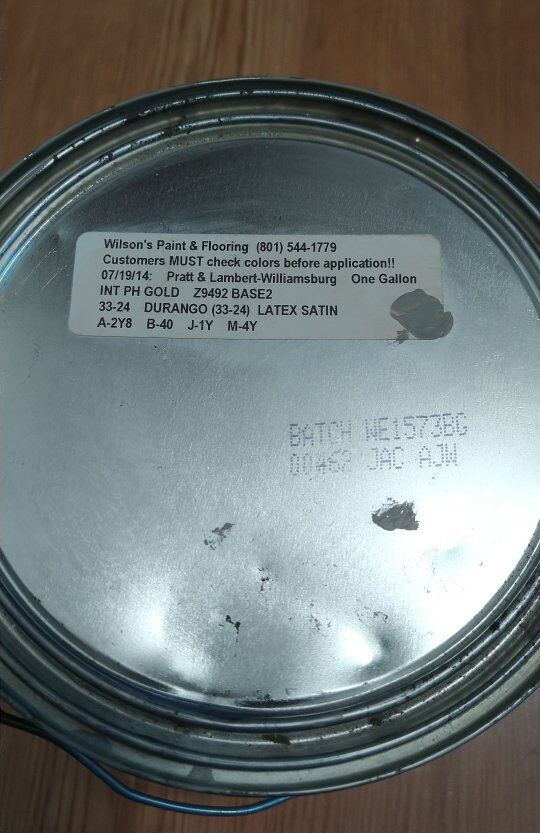 Wilson's Paint & Flooring (801) 544-1779
Customers MUST check colors before application!!
07/19/14: Pratt & Lambert-Williamsburg One Gallon
INT PH GOLD Z9492 BASE2
33-24 DURANGO (33-24) LATEX SATIN
A-2Y8 B-40 J-1Y M-4Y
BATCH WE1573BG
JAC AJW